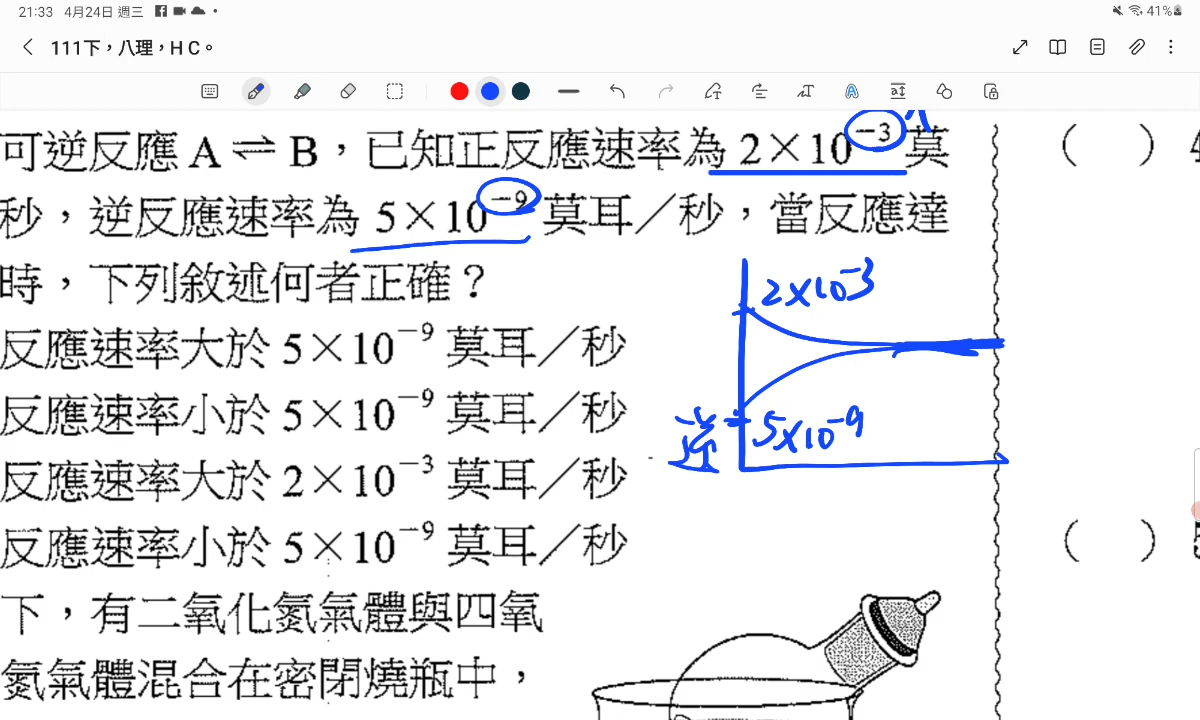 21:33 4月24日 週三 41%
111下，八理，H C。
可逆反應 A ⇌ B，已知正反應速率為 2×10⁻³ 莫
秒，逆反應速率為 5×10⁻⁹ 莫耳／秒，當反應達
時，下列敘述何者正確？
反應速率大於 5×10⁻⁹ 莫耳／秒
反應速率小於 5×10⁻⁹ 莫耳／秒
反應速率大於 2×10⁻³ 莫耳／秒
反應速率小於 5×10⁻⁹ 莫耳／秒
2×10⁻³
逆 5×10⁻⁹
下，有二氧化氮氣體與四氧
氮氣體混合在密閉燒瓶中，
( ) 4
( )